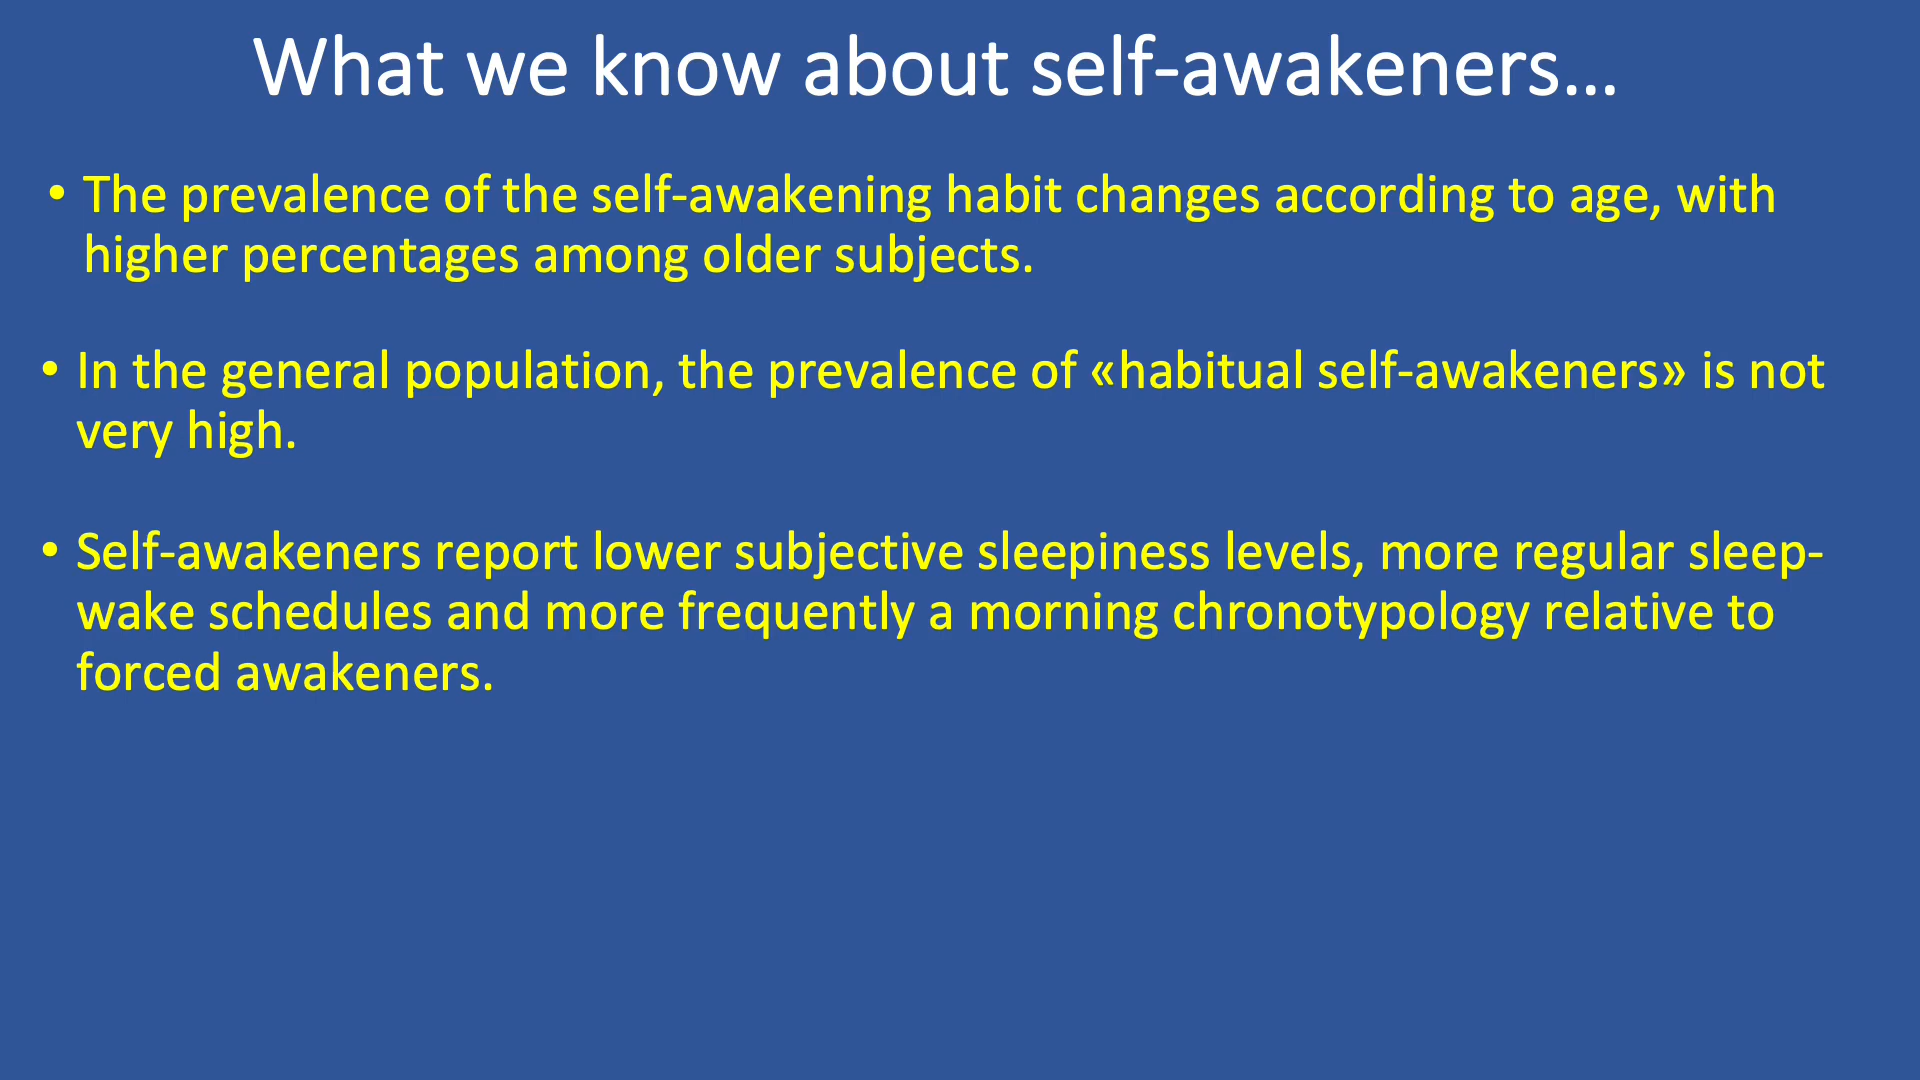 What we know about self-awakeners...
• The prevalence of the self-awakening habit changes according to age, with
higher percentages among older subjects.
• In the general population, the prevalence of «habitual self-awakeners» is not
very high.
• Self-awakeners report lower subjective sleepiness levels, more regular sleep-
wake schedules and more frequently a morning chronotypology relative to
forced awakeners.